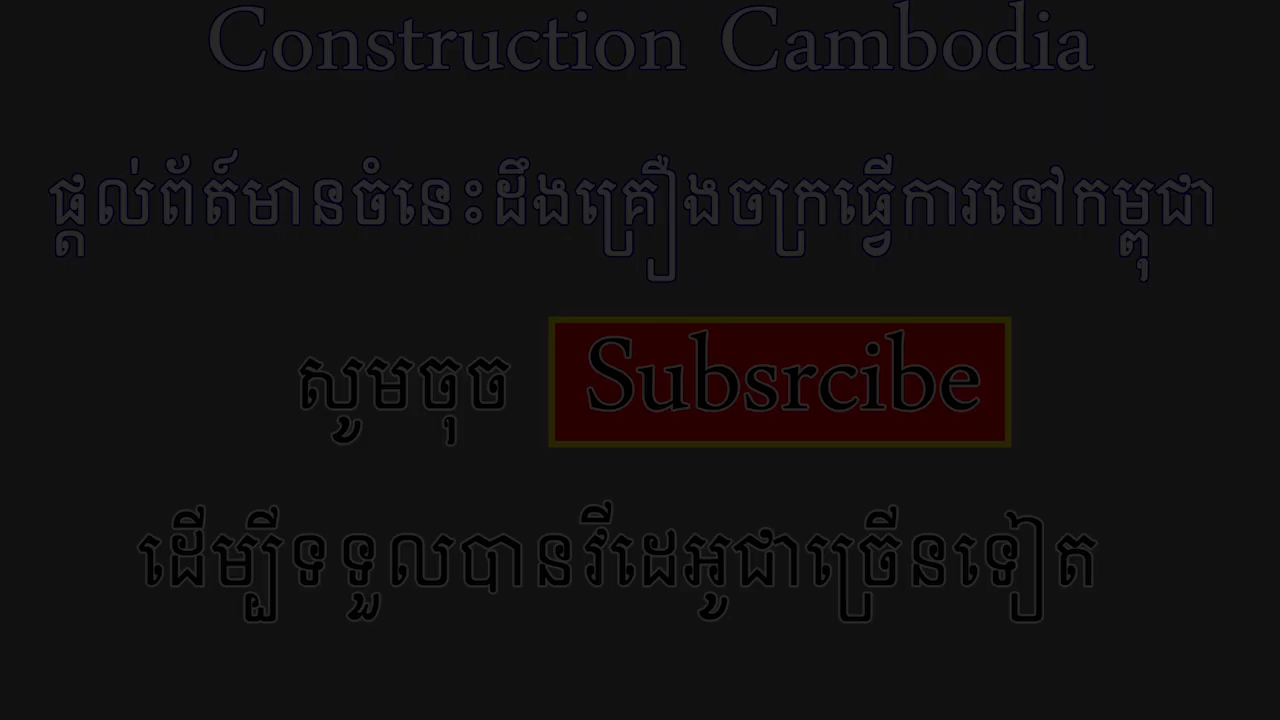 Construction Cambodia
ផ្តល់ព័ត៍មានចំនេះដឹងគ្រឿងចក្រធ្វើការនៅកម្ពុជា
សូមចុច Subsrcibe
ដើម្បីទទួលបានវីដេអូជាច្រើនទៀត